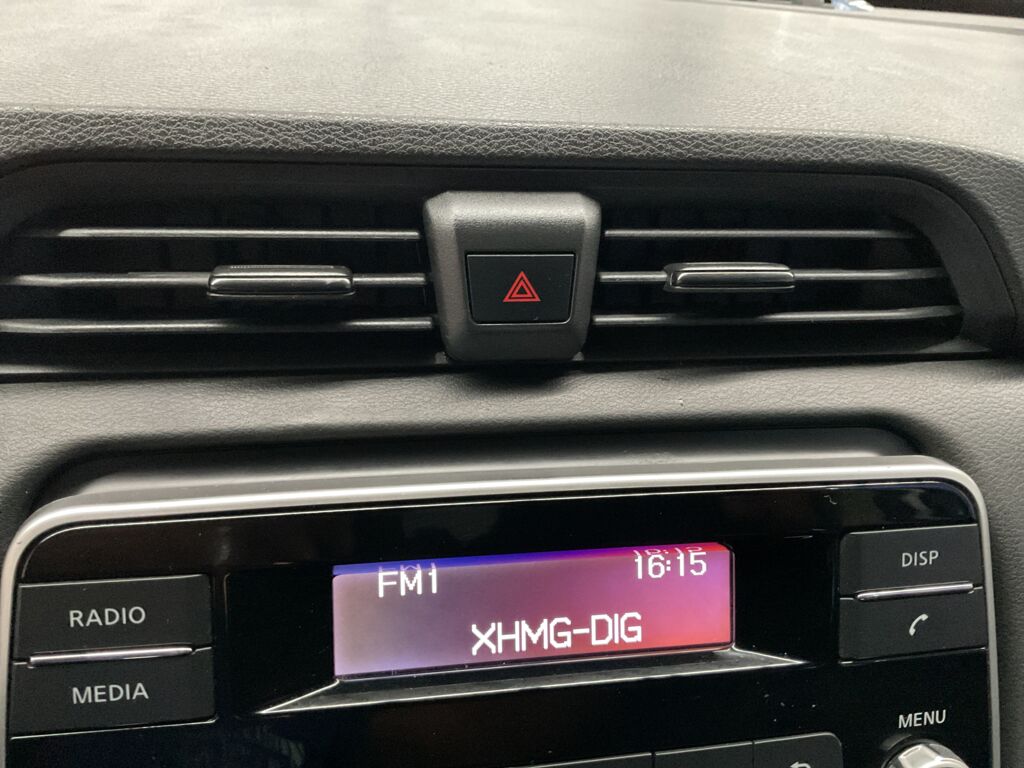 FM1
16:15
XHMG-DIG
RADIO
MEDIA
DISP
MENU